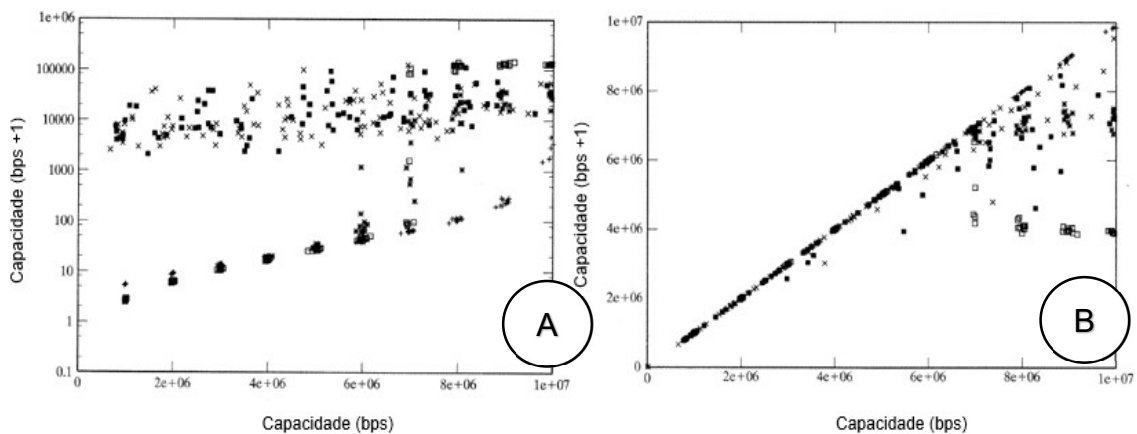 1e+06
100000
10000
1000
100
10
1
0.1
Capacidade (bps +1)
0
2e+06
4e+06
6e+06
8e+06
1e+07
Capacidade (bps)
A
1e+07
8e+06
6e+06
4e+06
2e+06
0
Capacidade (bps +1)
0
2e+06
4e+06
6e+06
8e+06
1e+07
Capacidade (bps)
B